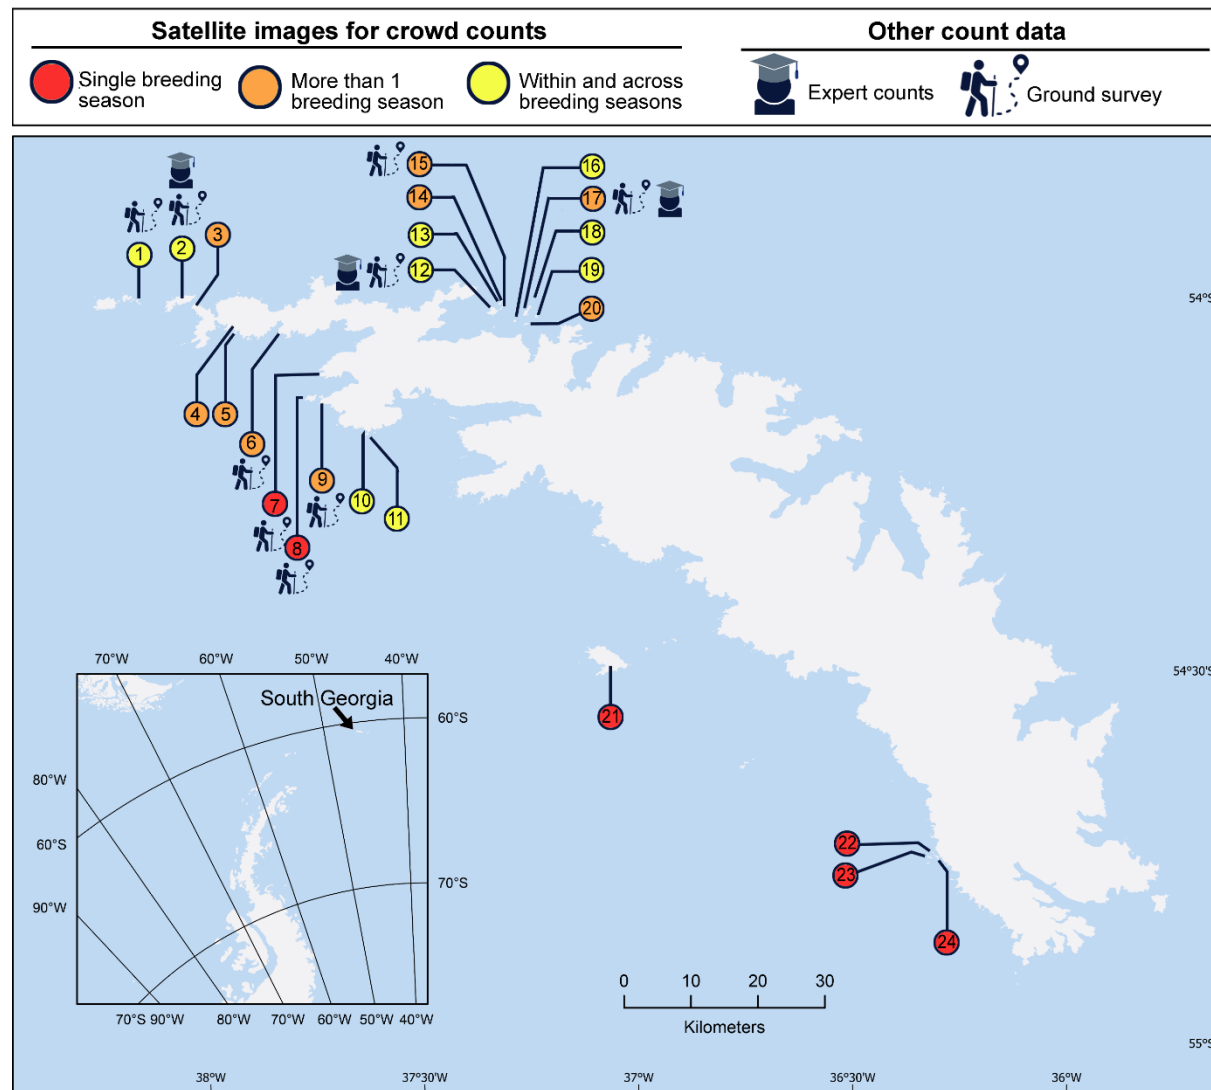 Satellite images for crowd counts
Other count data
Single breeding
season
More than 1
breeding season
Within and across
breeding seasons
Expert counts
Ground survey
15
16
14
17
3
13
18
1
2
12
19
20
54°S
4
5
6
9
7
10
11
8
54°30'S
21
70°W
60°W
50°W
40°W
South Georgia
60°S
80°W
60°S
70°S
90°W
70°S
90°W
80°W
70°W
60°W
50°W
40°W
22
23
24
0
10
20
30
Kilometers
55°S
38°W
37°30'W
37°W
36°30'W
36°W